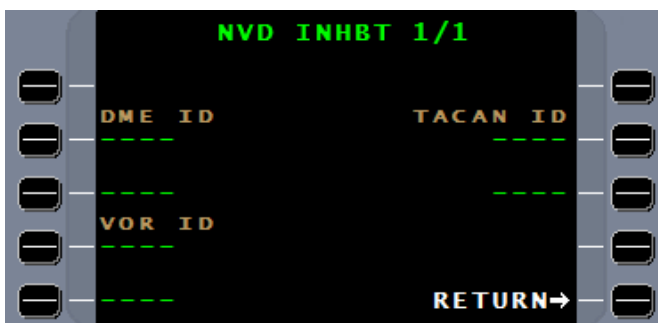 NVD INHBT 1/1
DME ID TACAN ID
---- ----
---- ----
VOR ID
----
---- RETURN→